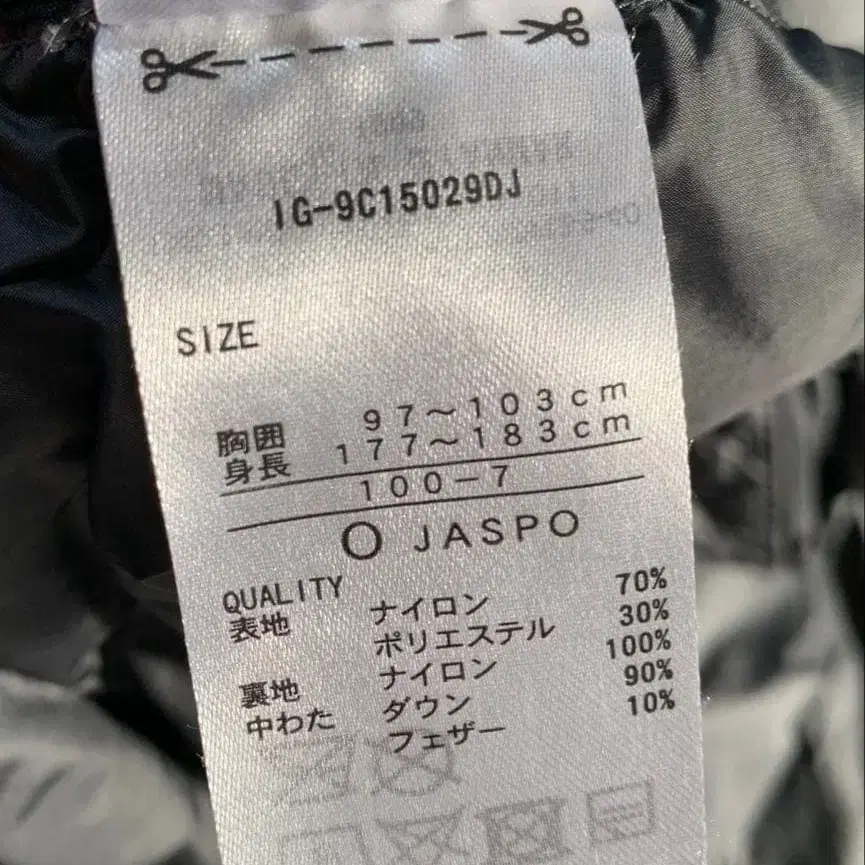 IG-9C15029DJ
SIZE
胸囲 97～103cm
身長 177～183cm
100-7
O JASPO
QUALITY
表地 ナイロン 70%
ポリエステル 30%
裏地 ナイロン 100%
中わた ダウン 90%
フェザー 10%